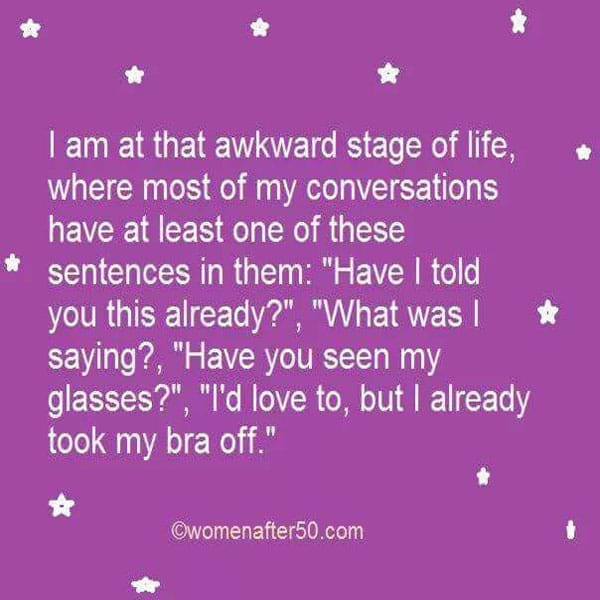 I am at that awkward stage of life,
where most of my conversations
have at least one of these
sentences in them: "Have I told
you this already?", "What was I
saying?, "Have you seen my
glasses?", "I'd love to, but I already
took my bra off."
©womenafter50.com